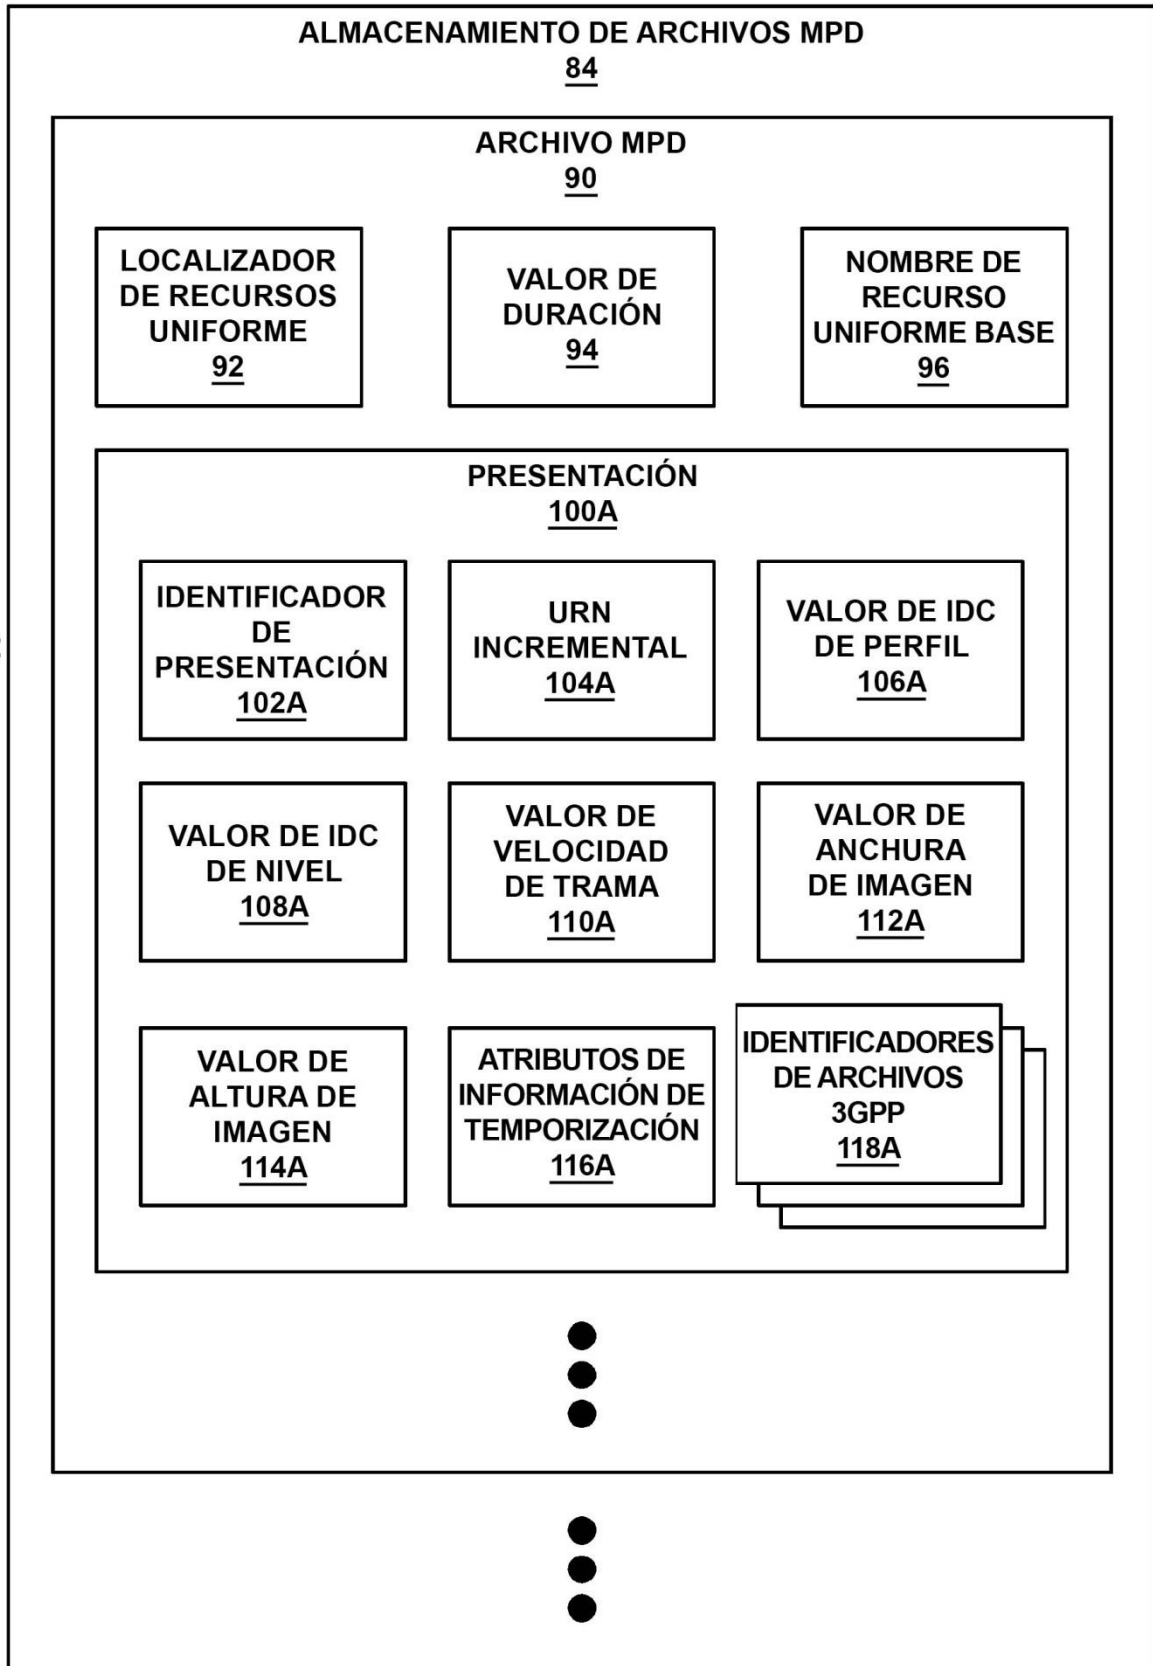 ALMACENAMIENTO DE ARCHIVOS MPD
84
ARCHIVO MPD
90
LOCALIZADOR
DE RECURSOS
UNIFORME
92
VALOR DE
DURACIÓN
94
NOMBRE DE
RECURSO
UNIFORME BASE
96
PRESENTACIÓN
100A
IDENTIFICADOR
DE
PRESENTACIÓN
102A
URN
INCREMENTAL
104A
VALOR DE IDC
DE PERFIL
106A
VALOR DE IDC
DE NIVEL
108A
VALOR DE
VELOCIDAD
DE TRAMA
110A
VALOR DE
ANCHURA
DE IMAGEN
112A
VALOR DE
ALTURA DE
IMAGEN
114A
ATRIBUTOS DE
INFORMACIÓN DE
TEMPORIZACIÓN
116A
IDENTIFICADORES
DE ARCHIVOS
3GPP
118A